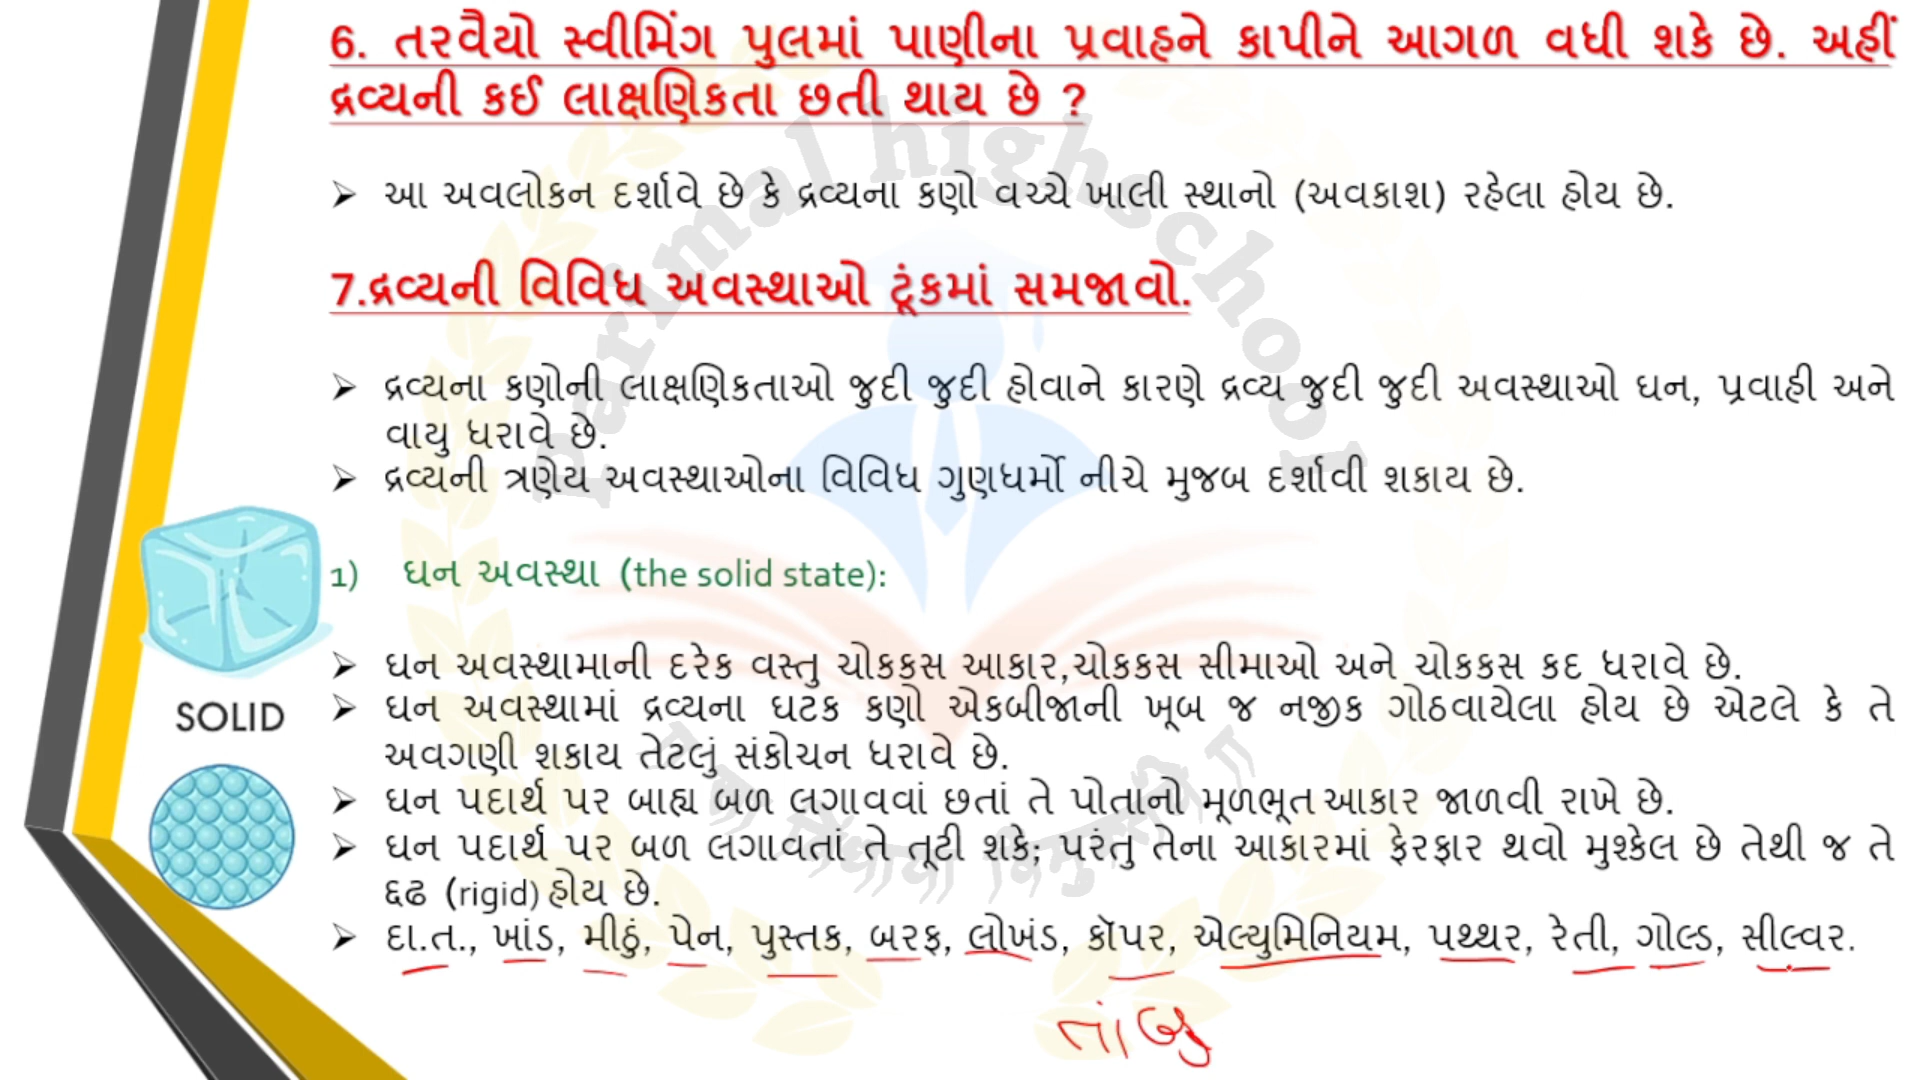 6. તરવૈયો સ્વીમિંગ પુલમાં પાણીના પ્રવાહને કાપીને આગળ વધી શકે છે. અહીં
દ્રવ્યની કઈ લાક્ષણિકતા છતી થાય છે ?
➢ આ અવલોકન દર્શાવે છે કે દ્રવ્યના કણો વચ્ચે ખાલી સ્થાનો (અવકાશ) રહેલા હોય છે.
7.દ્રવ્યની વિવિધ અવસ્થાઓ ટૂંકમાં સમજાવો.
➢ દ્રવ્યના કણોની લાક્ષણિકતાઓ જુદી જુદી હોવાને કારણે દ્રવ્ય જુદી જુદી અવસ્થાઓ ઘન, પ્રવાહી અને
વાયુ ધરાવે છે.
➢ દ્રવ્યની ત્રણેય અવસ્થાઓના વિવિધ ગુણધર્મો નીચે મુજબ દર્શાવી શકાય છે.
1) ઘન અવસ્થા (the solid state):
➢ ઘન અવસ્થામાની દરેક વસ્તુ ચોકકસ આકાર,ચોકકસ સીમાઓ અને ચોકકસ કદ ધરાવે છે.
➢ ઘન અવસ્થામાં દ્રવ્યના ઘટક કણો એકબીજાની ખૂબ જ નજીક ગોઠવાયેલા હોય છે એટલે કે તે
અવગણી શકાય તેટલું સંકોચન ધરાવે છે.
SOLID
➢ ઘન પદાર્થ પર બાહ્ય બળ લગાવવાં છતાં તે પોતાનો મૂળભૂત આકાર જાળવી રાખે છે.
➢ ઘન પદાર્થ પર બળ લગાવતાં તે તૂટી શકે; પરંતુ તેના આકારમાં ફેરફાર થવો મુશ્કેલ છે તેથી જ તે
દ્દઢ (rigid) હોય છે.
➢ દા.ત., ખાંડ, મીઠું, પેન, પુસ્તક, બરફ, લોખંડ, કૉપર, એલ્યુમિનિયમ, પથ્થર, રેતી, ગોલ્ડ, સીલ્વર.
તાંબુ
Parimal highschool